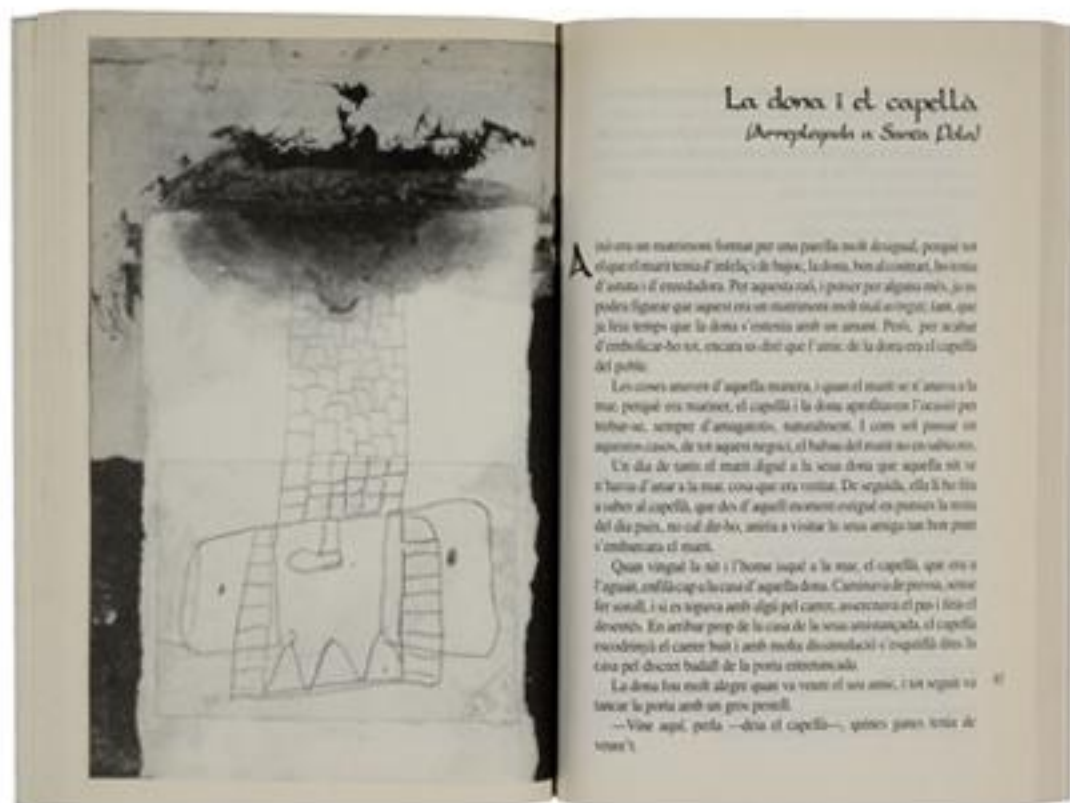 La dona i el capellà
(Arreplegada a Santa Pola)
Això era un matrimoni format per una parella molt desigual, perquè tot
el que el marit tenia d'infeliç i de bajoc, la dona, ben al contrari, ho tenia
d'astuta i d'enredadora. Per aquesta raó, i potser per alguna més, ja us
podeu figurar que aquest era un matrimoni molt mal avingut; tant, que
ja feia temps que la dona s'entenia amb un amant. Però, per acabar
d'embolicar-ho tot, encara us diré que l'amic de la dona era el capellà
del poble.
Les coses anaven d'aquella manera, i quan el marit se n'anava a la
mar, perquè era mariner, el capellà i la dona aprofitaven l'ocasió per
trobar-se, sempre d'amagatotis, naturalment. I com sol passar en
aquests casos, de tot aquest negoci, el babau del marit no en sabia res.
Un dia de tants el marit digué a la seua dona que aquella nit se
n'havia d'anar a la mar, cosa que era veritat. De seguida, ella li ho féu
a saber al capellà, que des d'aquell moment estigué en penses la resta
del dia puix, no cal dir-ho, aniria a visitar la seua amiga tan bon punt
s'embarcara el marit.
Quan vingué la nit i l'home isqué a la mar, el capellà, que era a
l'aguait, enfilà cap a la casa d'aquella dona. Caminava de pressa, sense
fer soroll, i si es topava amb algú pel carrer, asserenava el pas i feia el
desentès. En arribar prop de la casa de la seua amistançada, el capellà
escodrinyà el carrer buit i amb molta dissimulació s'esquitllà dins la
casa pel discret badall de la porta entretancada.
La dona fou molt alegre quan va veure el seu amic, i tot seguit va
tancar la porta amb un gros pestell.
—Vine aquí, perla —deia el capellà—, quines ganes tenia de
veure't.